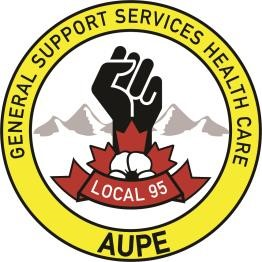 GENERAL SUPPORT SERVICES HEALTH CARE
LOCAL 95
AUPE